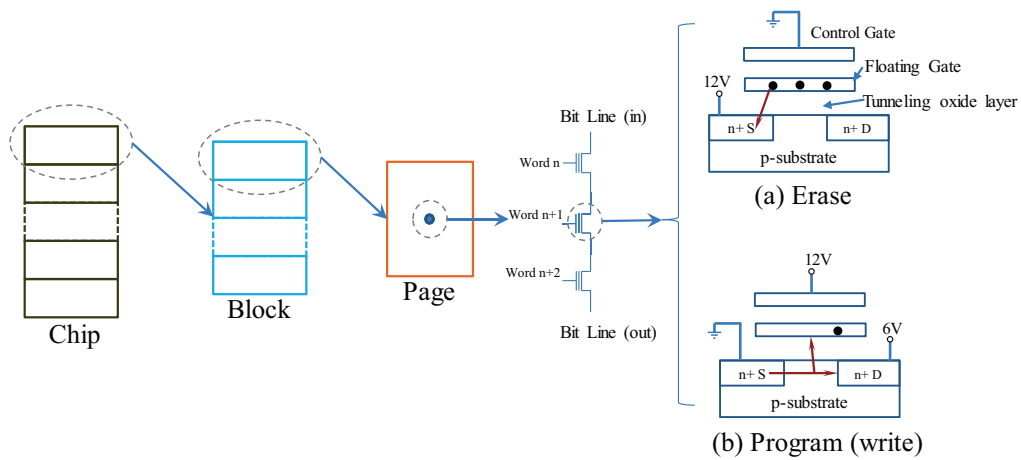 Chip
Block
Page
Bit Line (in)
Word n
Word n+1
Word n+2
Bit Line (out)
Control Gate
Floating Gate
12V
Tunneling oxide layer
n+ S
n+ D
p-substrate
(a) Erase
12V
6V
n+ S
n+ D
p-substrate
(b) Program (write)